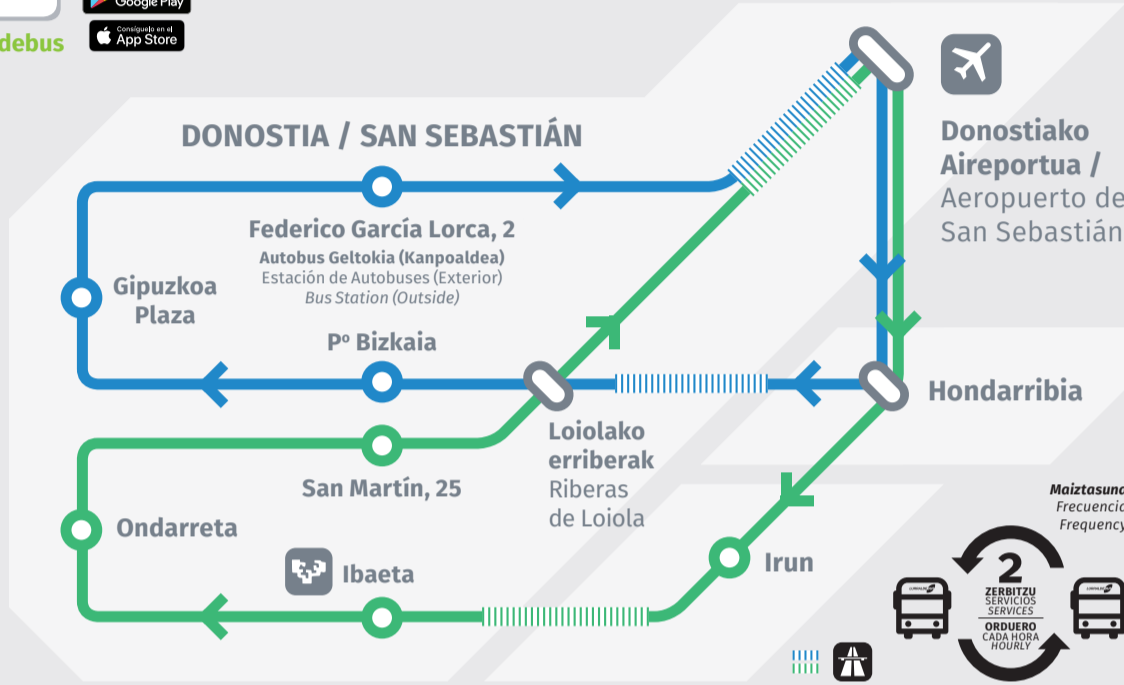 Google Play
debus
Consíguelo en el
App Store
DONOSTIA / SAN SEBASTIÁN
Donostiako
Aireportua /
Aeropuerto de
San Sebastián
Federico García Lorca, 2
Autobus Geltokia (Kanpoaldea)
Estación de Autobuses (Exterior)
Bus Station (Outside)
Gipuzkoa
Plaza
Pº Bizkaia
Hondarribia
Loiolako
erriberak
Riberas
de Loiola
San Martín, 25
Ondarreta
Ibaeta
Irun
Maiztasuna
Frecuencia
Frequency
2
ZERBITZU
SERVICIOS
SERVICES
ORDUERO
CADA HORA
HOURLY